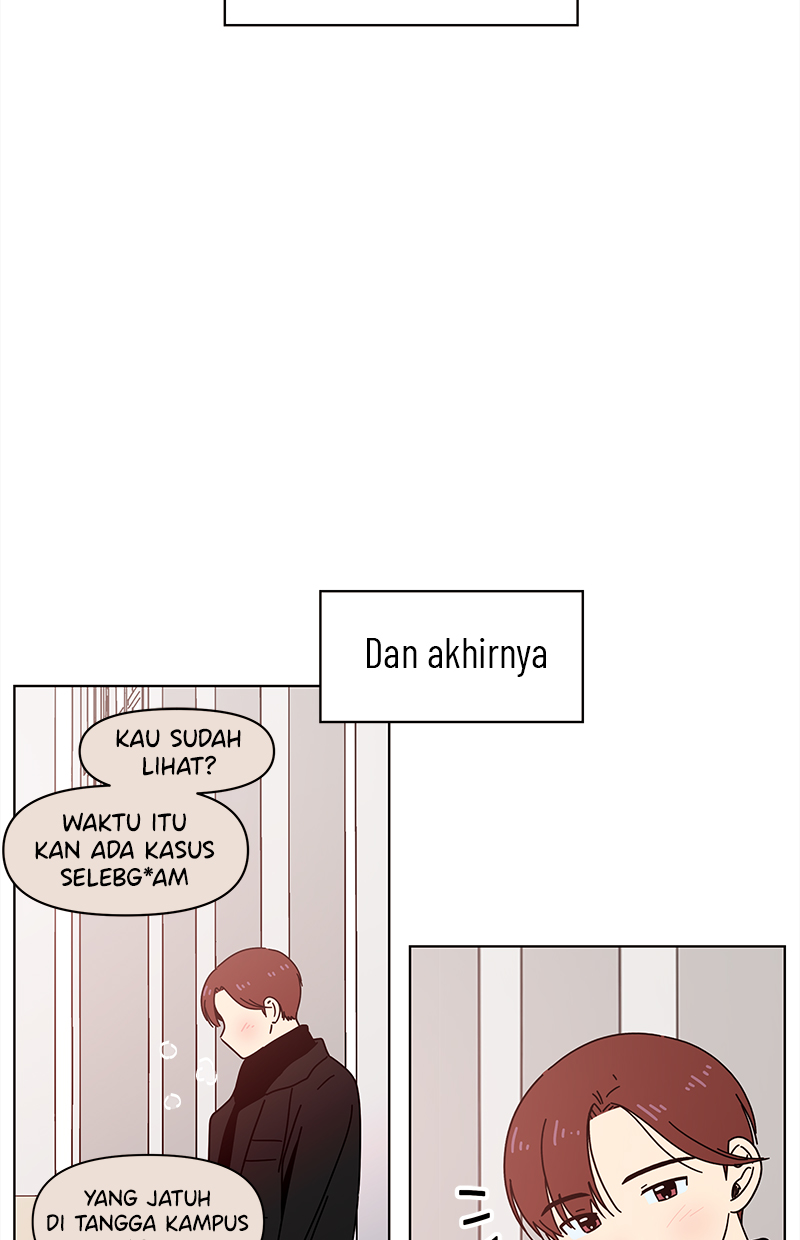 Dan akhirnya
KAU SUDAH
LIHAT?
WAKTU ITU
KAN ADA KASUS
SELEBG*AM
YANG JATUH
DI TANGGA KAMPUS